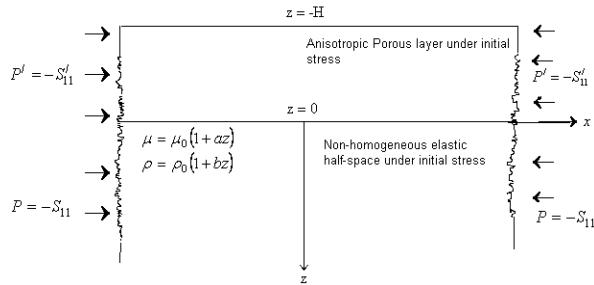 z = -H
Anisotropic Porous layer under initial
stress
P′ = −S′₁₁
P′ = −S′₁₁
z = 0
x
μ = μ₀(1+az)
ρ = ρ₀(1+bz)
Non-homogeneous elastic
half-space under initial stress
P = −S₁₁
P = −S₁₁
z